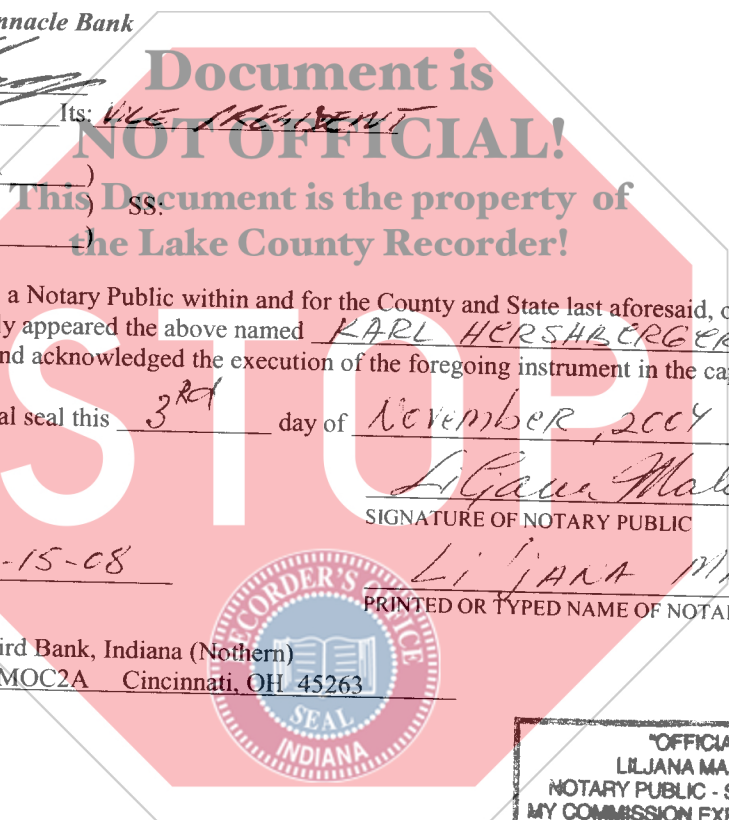 nnacle Bank
Document is
Its: VICE PRESIDENT
NOT OFFICIAL!
)
This Document is the property of
) SS:
the Lake County Recorder!
)
a Notary Public within and for the County and State last aforesaid,
ly appeared the above named KARL HERSHBERGER
nd acknowledged the execution of the foregoing instrument in the ca
al seal this 3rd day of November, 2004
STOP
SIGNATURE OF NOTARY PUBLIC
-15-08
LiljANA MA
PRINTED OR TYPED NAME OF NOTA
RECORDER'S OFFICE
ird Bank, Indiana (Nothern)
MOC2A Cincinnati, OH 45263
SEAL
INDIANA
"OFFICIA
LILJANA MA
NOTARY PUBLIC - S
MY COMMISSION EXP